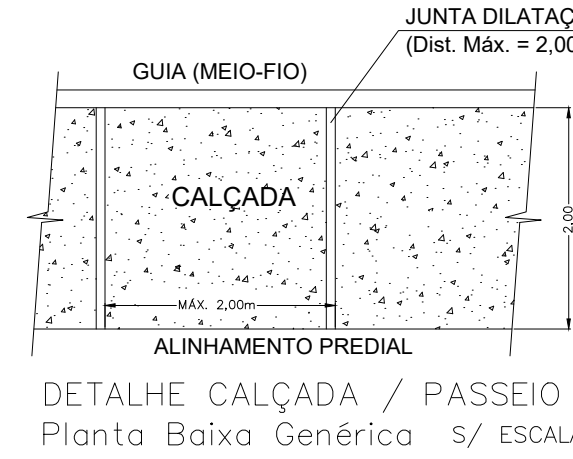 JUNTA DILATAÇ
(Dist. Máx. = 2,00
GUIA (MEIO-FIO)
CALÇADA
2.00
MÁX. 2,00m
ALINHAMENTO PREDIAL
DETALHE CALÇADA / PASSEIO
Planta Baixa Genérica S/ ESCALA